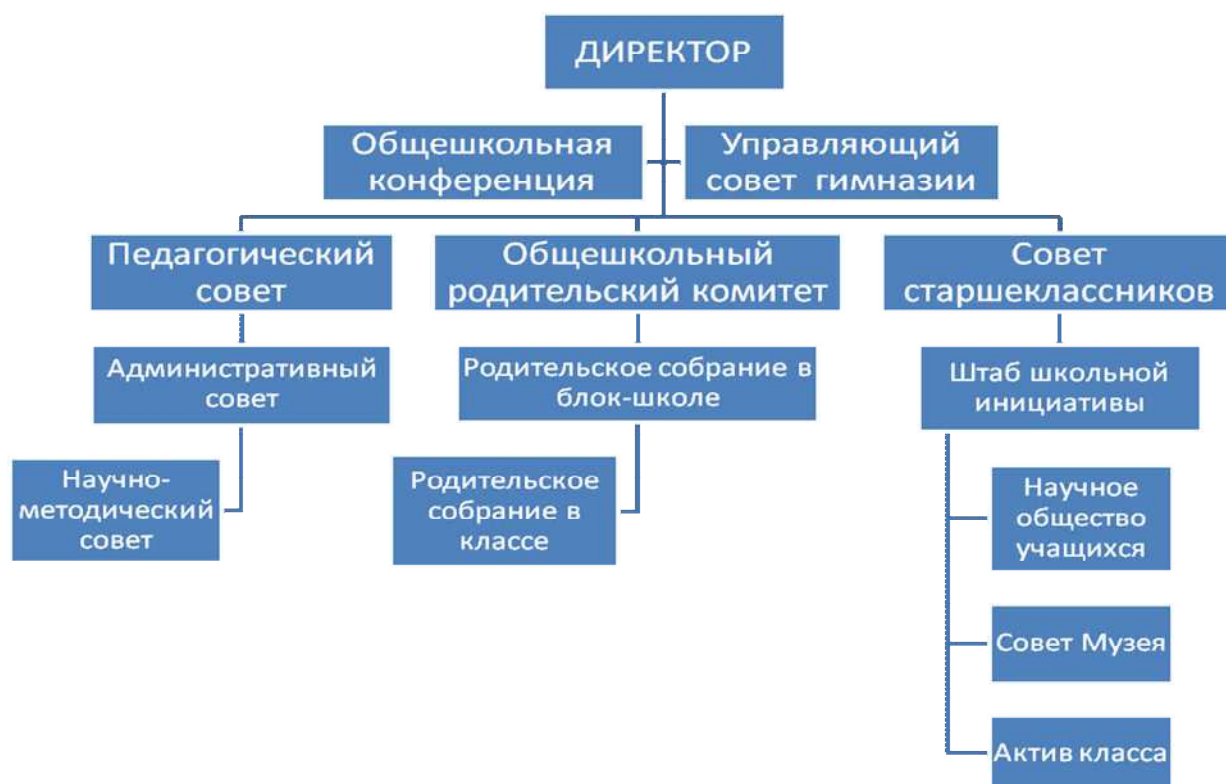 ДИРЕКТОР
Общешкольная
конференция
Управляющий
совет гимназии
Педагогический
совет
Общешкольный
родительский комитет
Совет
старшеклассников
Административный
совет
Родительское собрание в
блок-школе
Штаб школьной
инициативы
Научно-
методический
совет
Родительское
собрание в
классе
Научное
общество
учащихся
Совет Музея
Актив класса